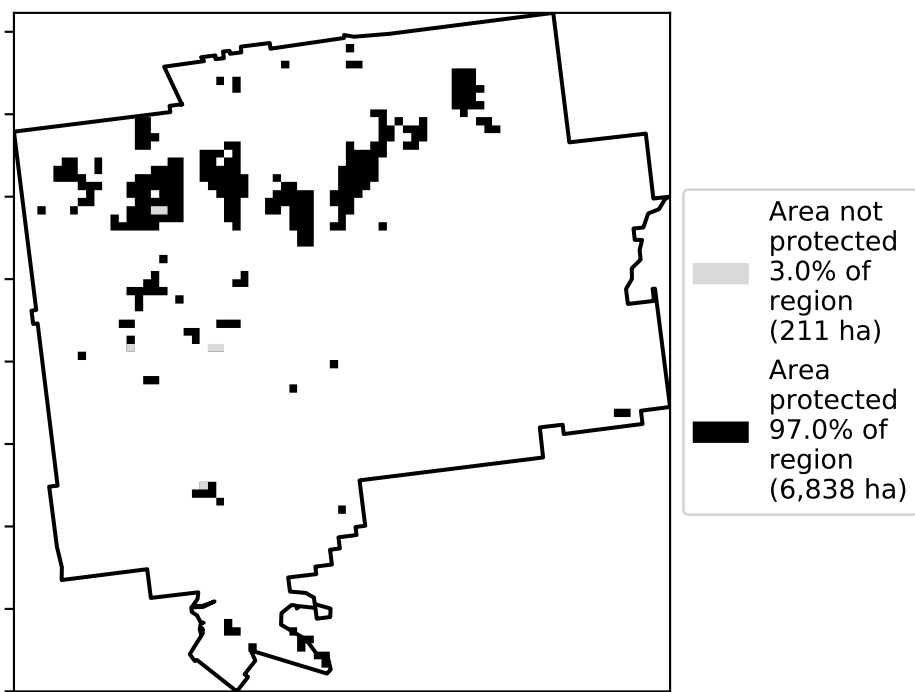 Area not
protected
3.0% of
region
(211 ha)
Area
protected
97.0% of
region
(6,838 ha)